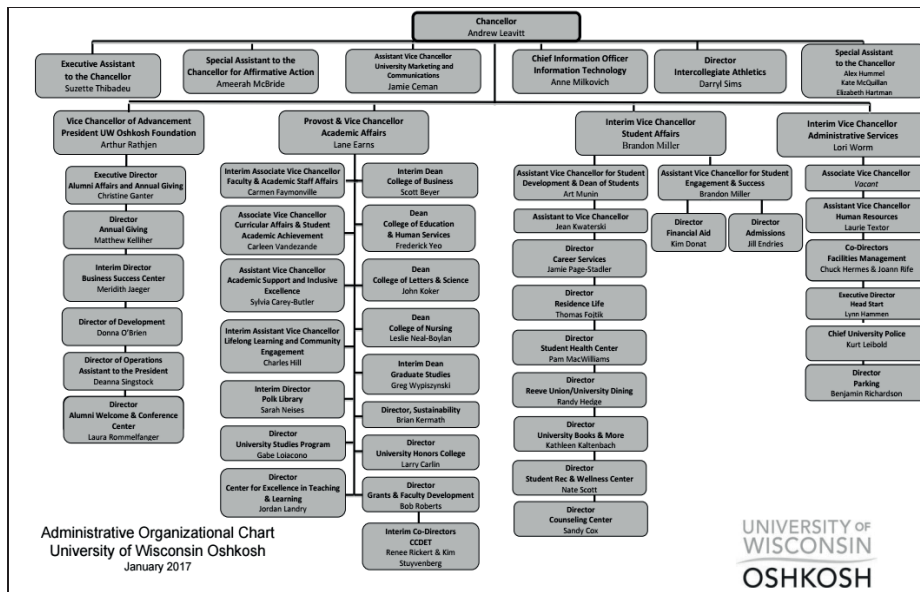 Chancellor
Andrew Leavitt
Executive Assistant
to the Chancellor
Suzette Thibadeu
Special Assistant to the
Chancellor for Affirmative Action
Ameerah McBride
Assistant Vice Chancellor
University Marketing and
Communications
Jamie Ceman
Chief Information Officer
Information Technology
Anne Milkovich
Director
Intercollegiate Athletics
Darryl Sims
Special Assistant
to the Chancellor
Alex Hummel
Kate McQuillan
Elizabeth Hartman
Vice Chancellor of Advancement
President UW Oshkosh Foundation
Arthur Rathjen
Executive Director
Alumni Affairs and Annual Giving
Christine Ganter
Director
Annual Giving
Matthew Kelliher
Interim Director
Business Success Center
Meridith Jaeger
Director of Development
Donna O'Brien
Director of Operations
Assistant to the President
Deanna Singstock
Director
Alumni Welcome & Conference
Center
Laura Rommelfanger
Provost & Vice Chancellor
Academic Affairs
Lane Earns
Interim Associate Vice Chancellor
Faculty & Academic Staff Affairs
Carmen Faymonville
Associate Vice Chancellor
Curricular Affairs & Student
Academic Achievement
Carleen Vandezande
Assistant Vice Chancellor
Academic Support and Inclusive
Excellence
Sylvia Carey-Butler
Interim Assistant Vice Chancellor
Lifelong Learning and Community
Engagement
Charles Hill
Interim Director
Polk Library
Sarah Neises
Director
University Studies Program
Gabe Loiacono
Director
Center for Excellence in Teaching
& Learning
Jordan Landry
Interim Dean
College of Business
Scott Beyer
Dean
College of Education
& Human Services
Frederick Yeo
Dean
College of Letters & Science
John Koker
Dean
College of Nursing
Leslie Neal-Boylan
Interim Dean
Graduate Studies
Greg Wypiszynski
Director, Sustainability
Brian Kermath
Director
University Honors College
Larry Carlin
Director
Grants & Faculty Development
Bob Roberts
Interim Co-Directors
CCDET
Renee Rickert & Kim
Stuyvenberg
Interim Vice Chancellor
Student Affairs
Brandon Miller
Assistant Vice Chancellor for Student
Development & Dean of Students
Art Munin
Assistant to Vice Chancellor
Jean Kwaterski
Director
Career Services
Jamie Page-Stadler
Director
Residence Life
Thomas Fojtik
Director
Student Health Center
Pam MacWilliams
Director
Reeve Union/University Dining
Randy Hedge
Director
University Books & More
Kathleen Kaltenbach
Director
Student Rec & Wellness Center
Nate Scott
Director
Counseling Center
Sandy Cox
Assistant Vice Chancellor for Student
Engagement & Success
Brandon Miller
Director
Financial Aid
Kim Donat
Director
Admissions
Jill Endries
Interim Vice Chancellor
Administrative Services
Lori Worm
Associate Vice Chancellor
Vacant
Assistant Vice Chancellor
Human Resources
Laurie Textor
Co-Directors
Facilities Management
Chuck Hermes & Joann Rife
Executive Director
Head Start
Lynn Hammen
Chief University Police
Kurt Leibold
Director
Parking
Benjamin Richardson
Administrative Organizational Chart
University of Wisconsin Oshkosh
January 2017
UNIVERSITY OF
WISCONSIN
OSHKOSH